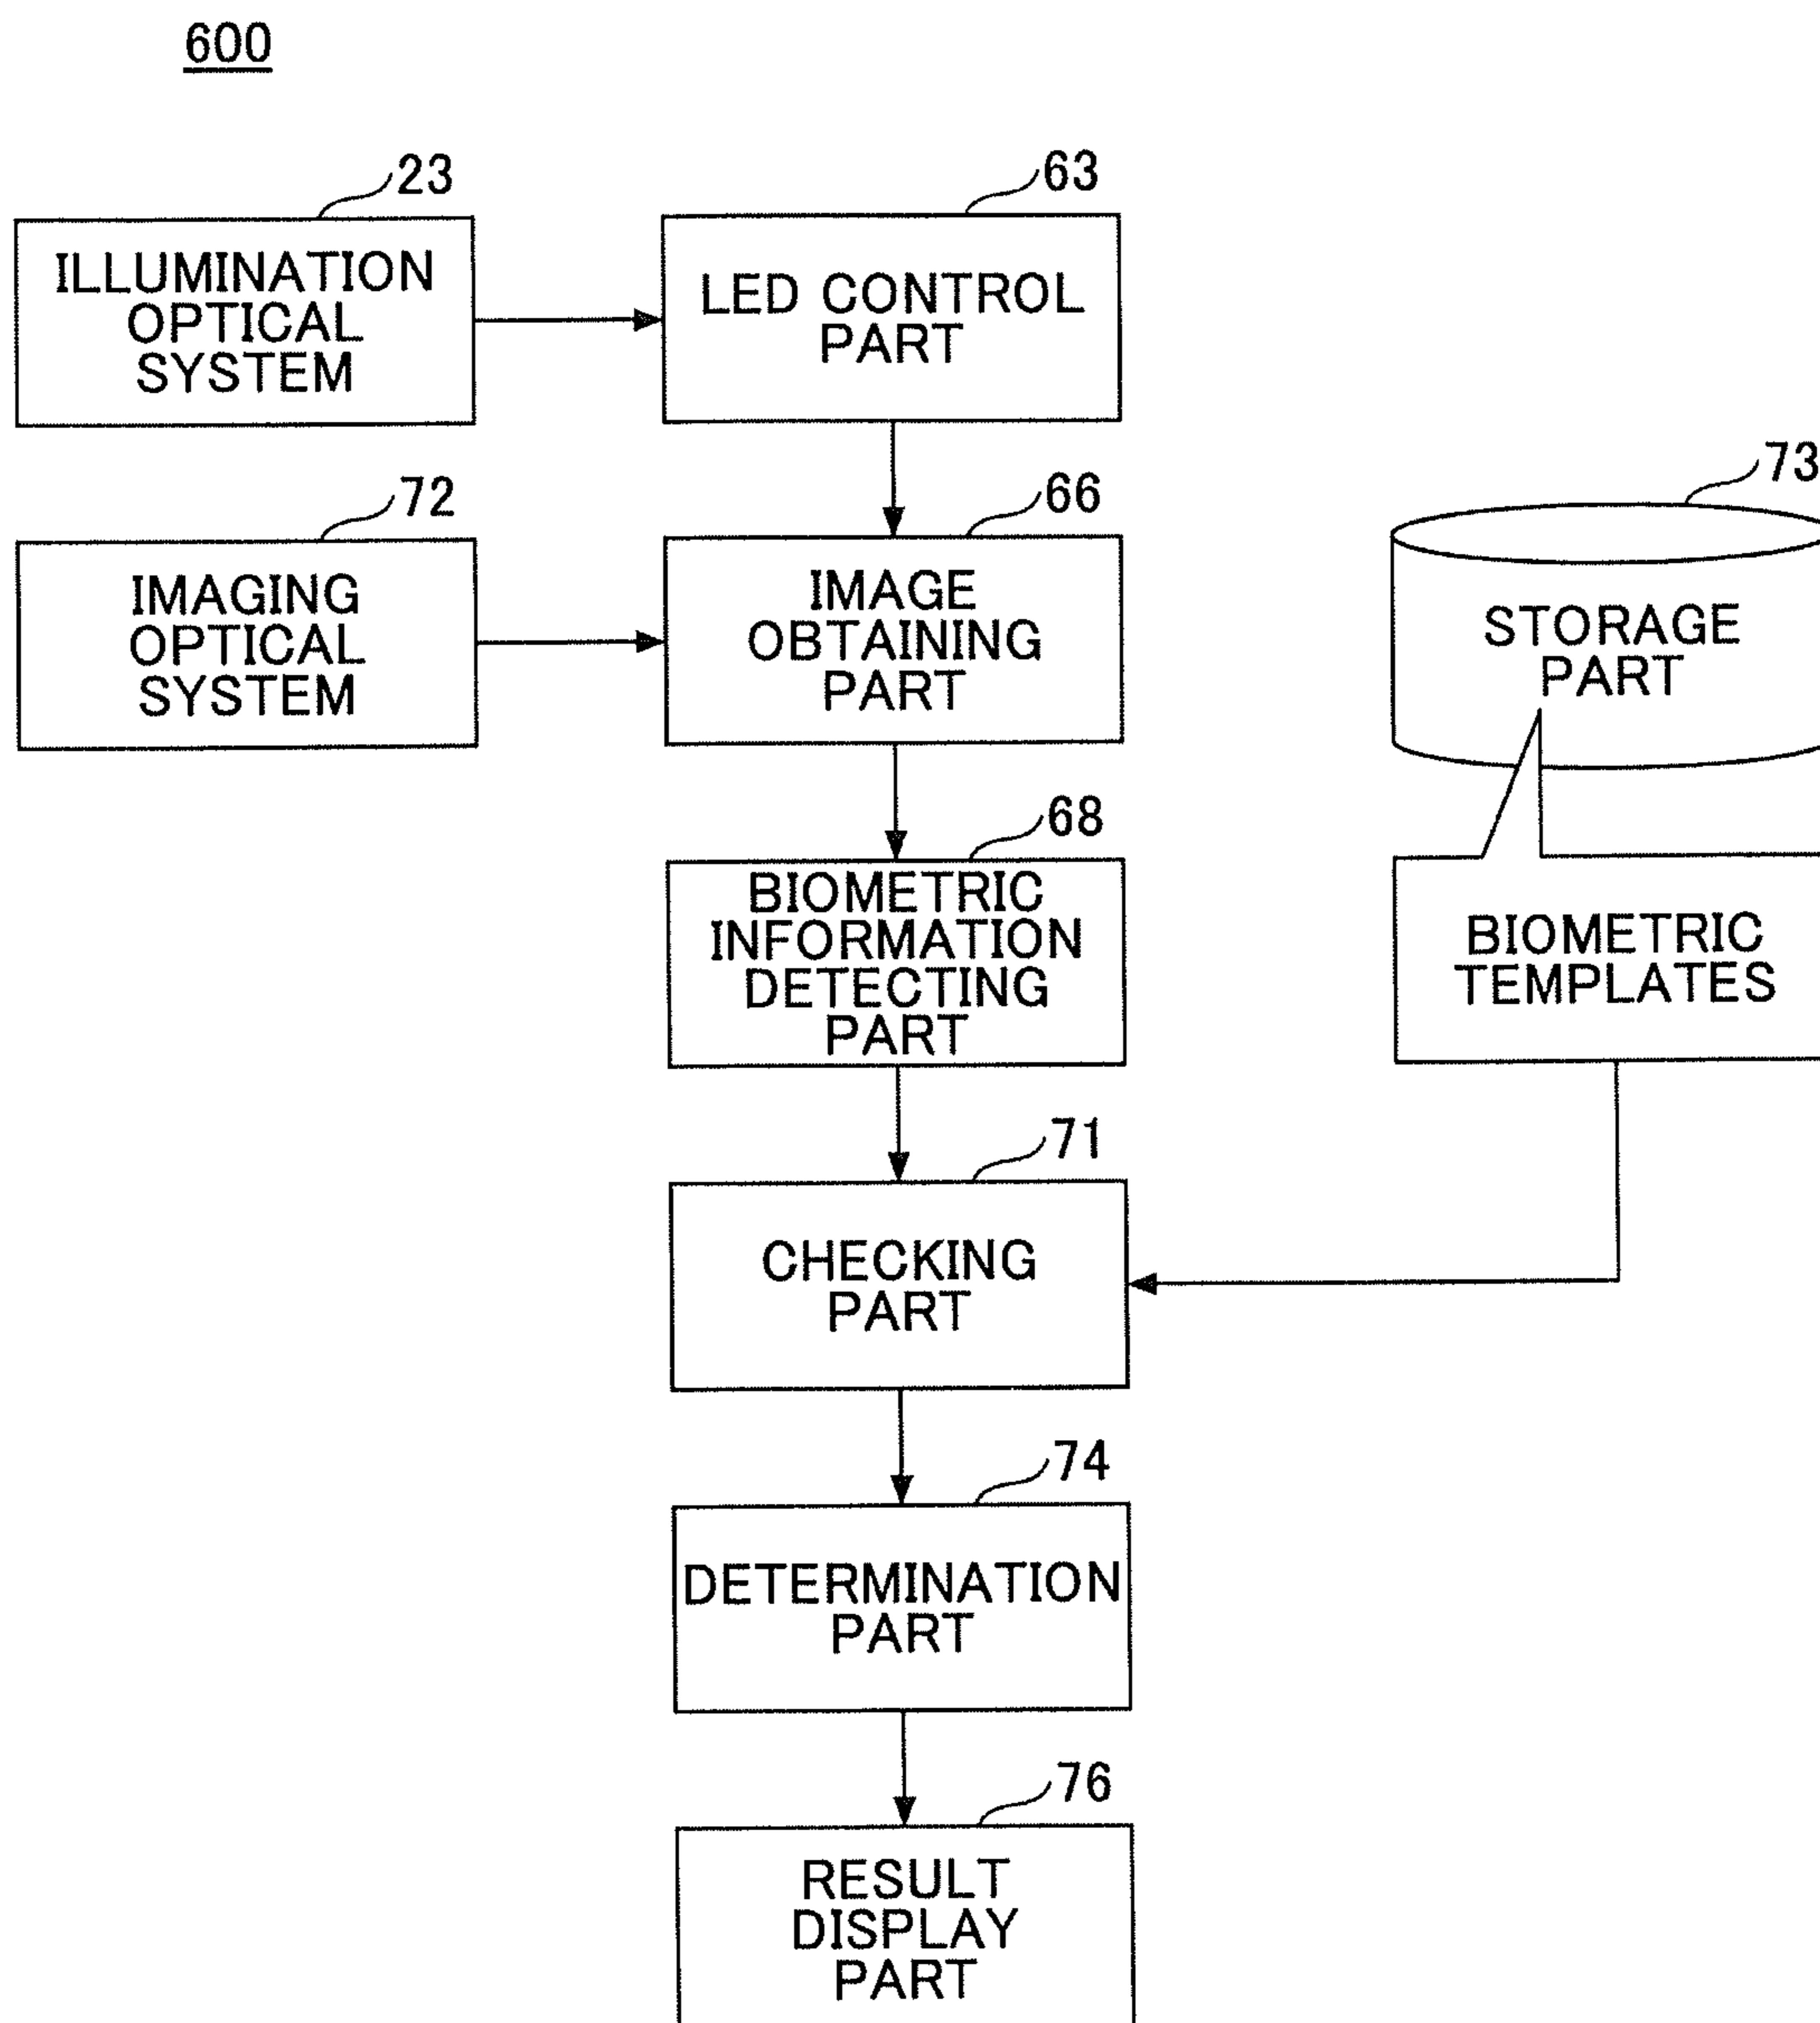 600
23
ILLUMINATION
OPTICAL
SYSTEM
63
LED CONTROL
PART
72
IMAGING
OPTICAL
SYSTEM
66
IMAGE
OBTAINING
PART
73
STORAGE
PART
68
BIOMETRIC
INFORMATION
DETECTING
PART
BIOMETRIC
TEMPLATES
71
CHECKING
PART
74
DETERMINATION
PART
76
RESULT
DISPLAY
PART